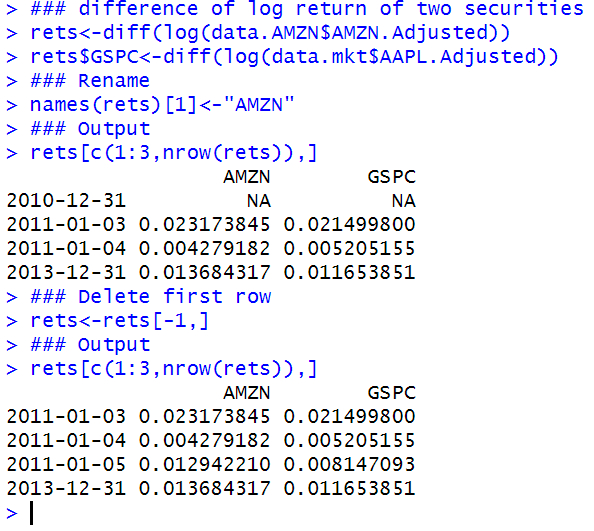 > ### difference of log return of two securities
> rets<-diff(log(data.AMZN$AMZN.Adjusted))
> rets$GSPC<-diff(log(data.mkt$AAPL.Adjusted))
> ### Rename
> names(rets)[1]<-"AMZN"
> ### Output
> rets[c(1:3,nrow(rets)),]
                  AMZN        GSPC
2010-12-31          NA          NA
2011-01-03 0.023173845 0.021499800
2011-01-04 0.004279182 0.005205155
2013-12-31 0.013684317 0.011653851
> ### Delete first row
> rets<-rets[-1,]
> ### Output
> rets[c(1:3,nrow(rets)),]
                  AMZN        GSPC
2011-01-03 0.023173845 0.021499800
2011-01-04 0.004279182 0.005205155
2011-01-05 0.012942210 0.008147093
2013-12-31 0.013684317 0.011653851
>